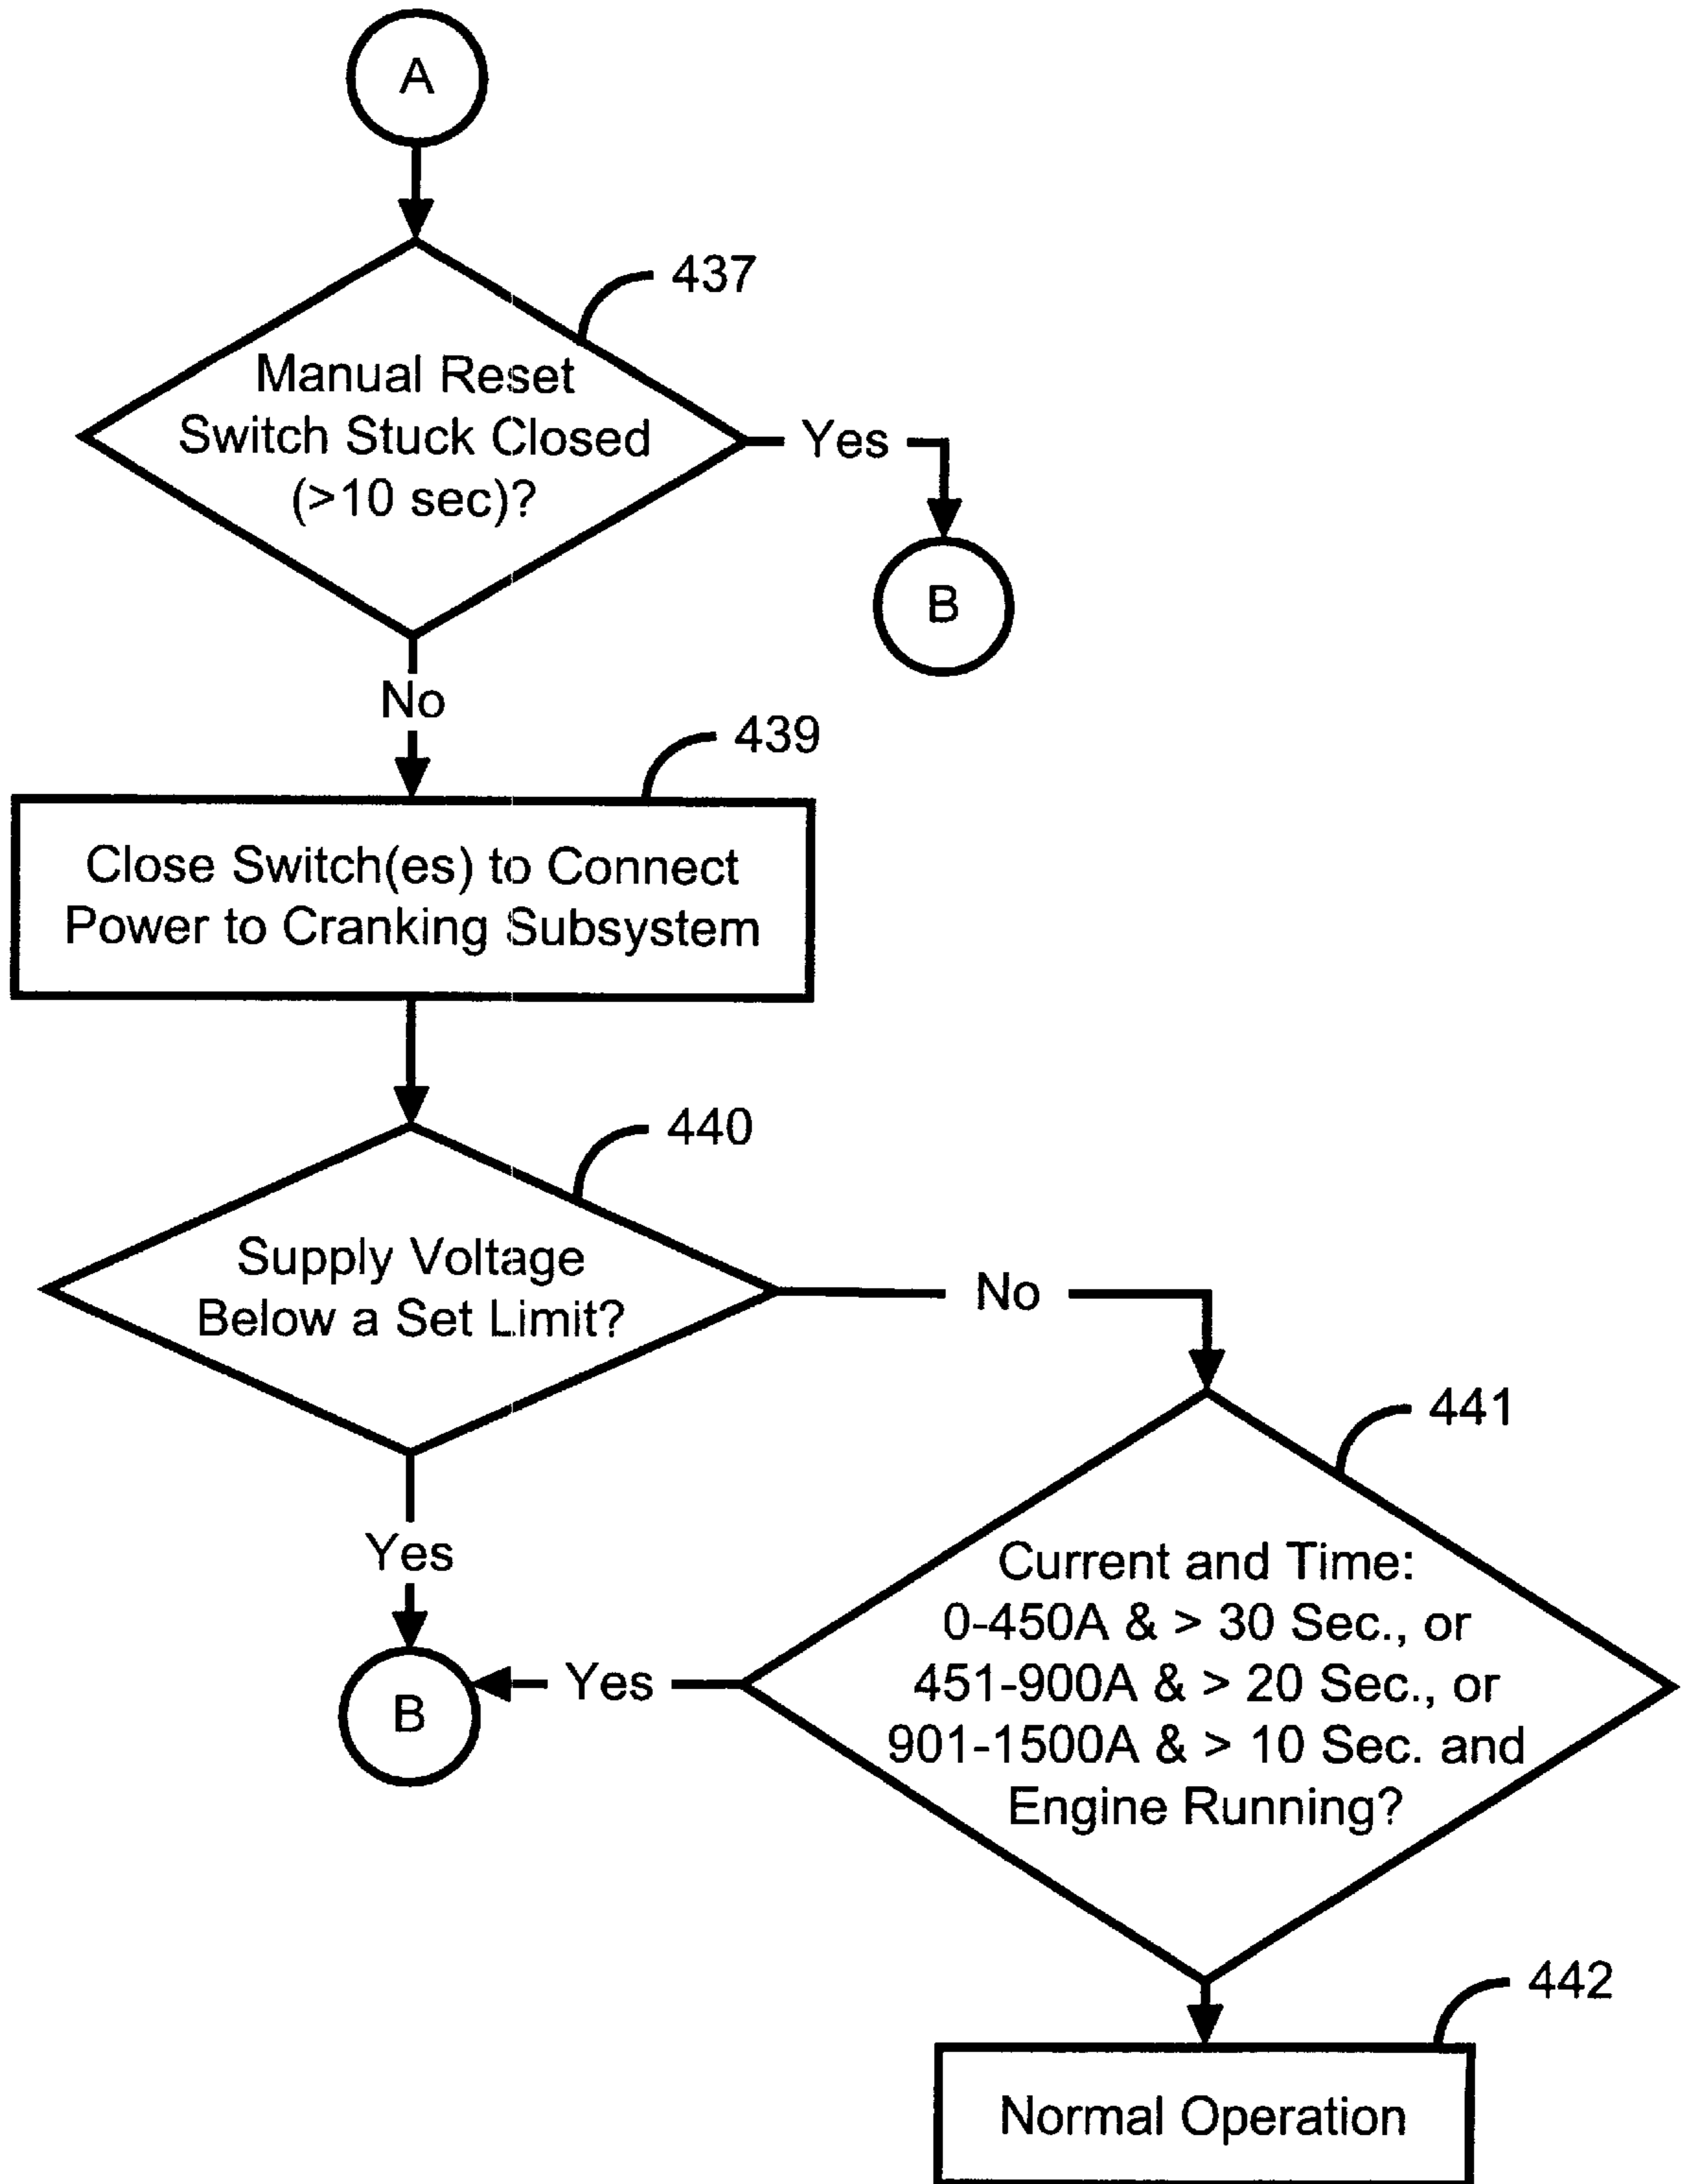 A
437
Manual Reset
Switch Stuck Closed
(>10 sec)?
Yes
B
No
439
Close Switch(es) to Connect
Power to Cranking Subsystem
440
Supply Voltage
Below a Set Limit?
No
441
Yes
Current and Time:
0-450A & > 30 Sec., or
451-900A & > 20 Sec., or
901-1500A & > 10 Sec. and
Engine Running?
Yes
B
442
Normal Operation